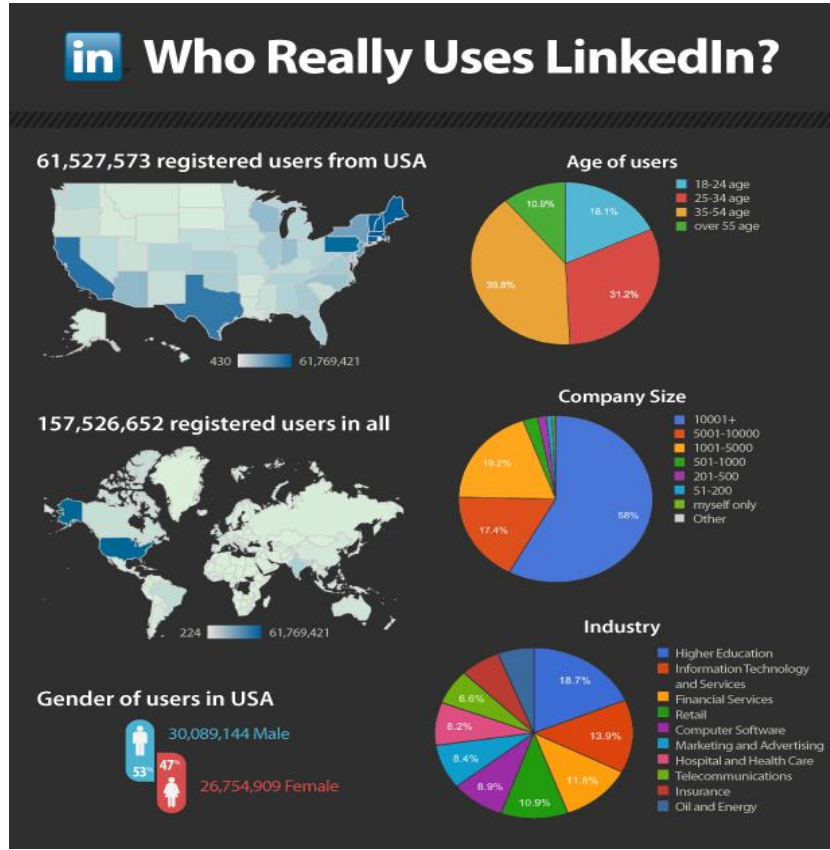 in Who Really Uses LinkedIn?
61,527,573 registered users from USA
430 61,769,421
Age of users
18-24 age
25-34 age
35-54 age
over 55 age
10.9%
18.1%
39.8%
31.2%
157,526,652 registered users in all
224 61,769,421
Company Size
10001+
5001-10000
1001-5000
501-1000
201-500
51-200
myself only
Other
19.2%
58%
17.4%
Gender of users in USA
30,089,144 Male
53%
47%
26,754,909 Female
Industry
Higher Education
Information Technology
and Services
Financial Services
Retail
Computer Software
Marketing and Advertising
Hospital and Health Care
Telecommunications
Insurance
Oil and Energy
18.7%
6.6%
8.2%
13.9%
8.4%
11.8%
8.9%
10.9%